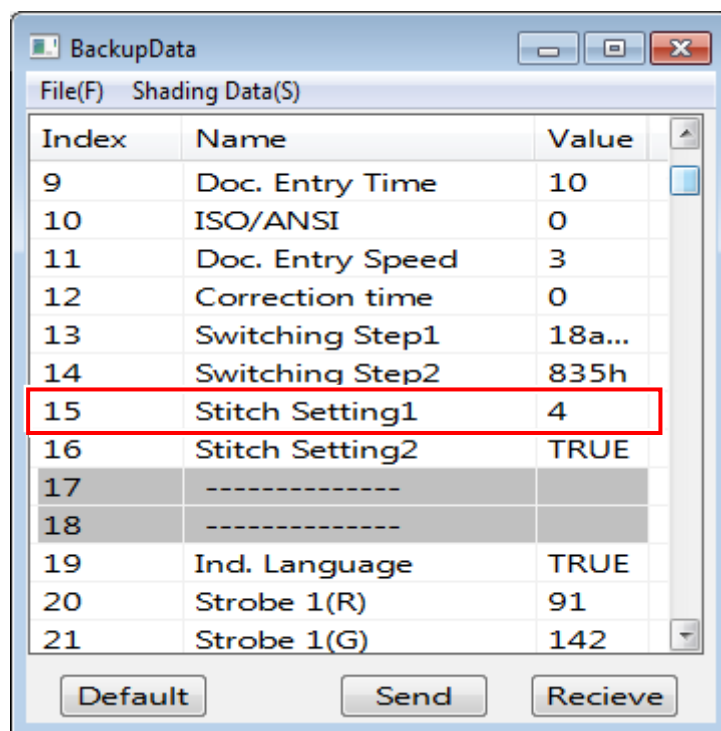 BackupData
File(F) Shading Data(S)
Index Name Value
9 Doc. Entry Time 10
10 ISO/ANSI 0
11 Doc. Entry Speed 3
12 Correction time 0
13 Switching Step1 18a...
14 Switching Step2 835h
15 Stitch Setting1 4
16 Stitch Setting2 TRUE
17 --------------
18 --------------
19 Ind. Language TRUE
20 Strobe 1(R) 91
21 Strobe 1(G) 142
Default Send Recieve